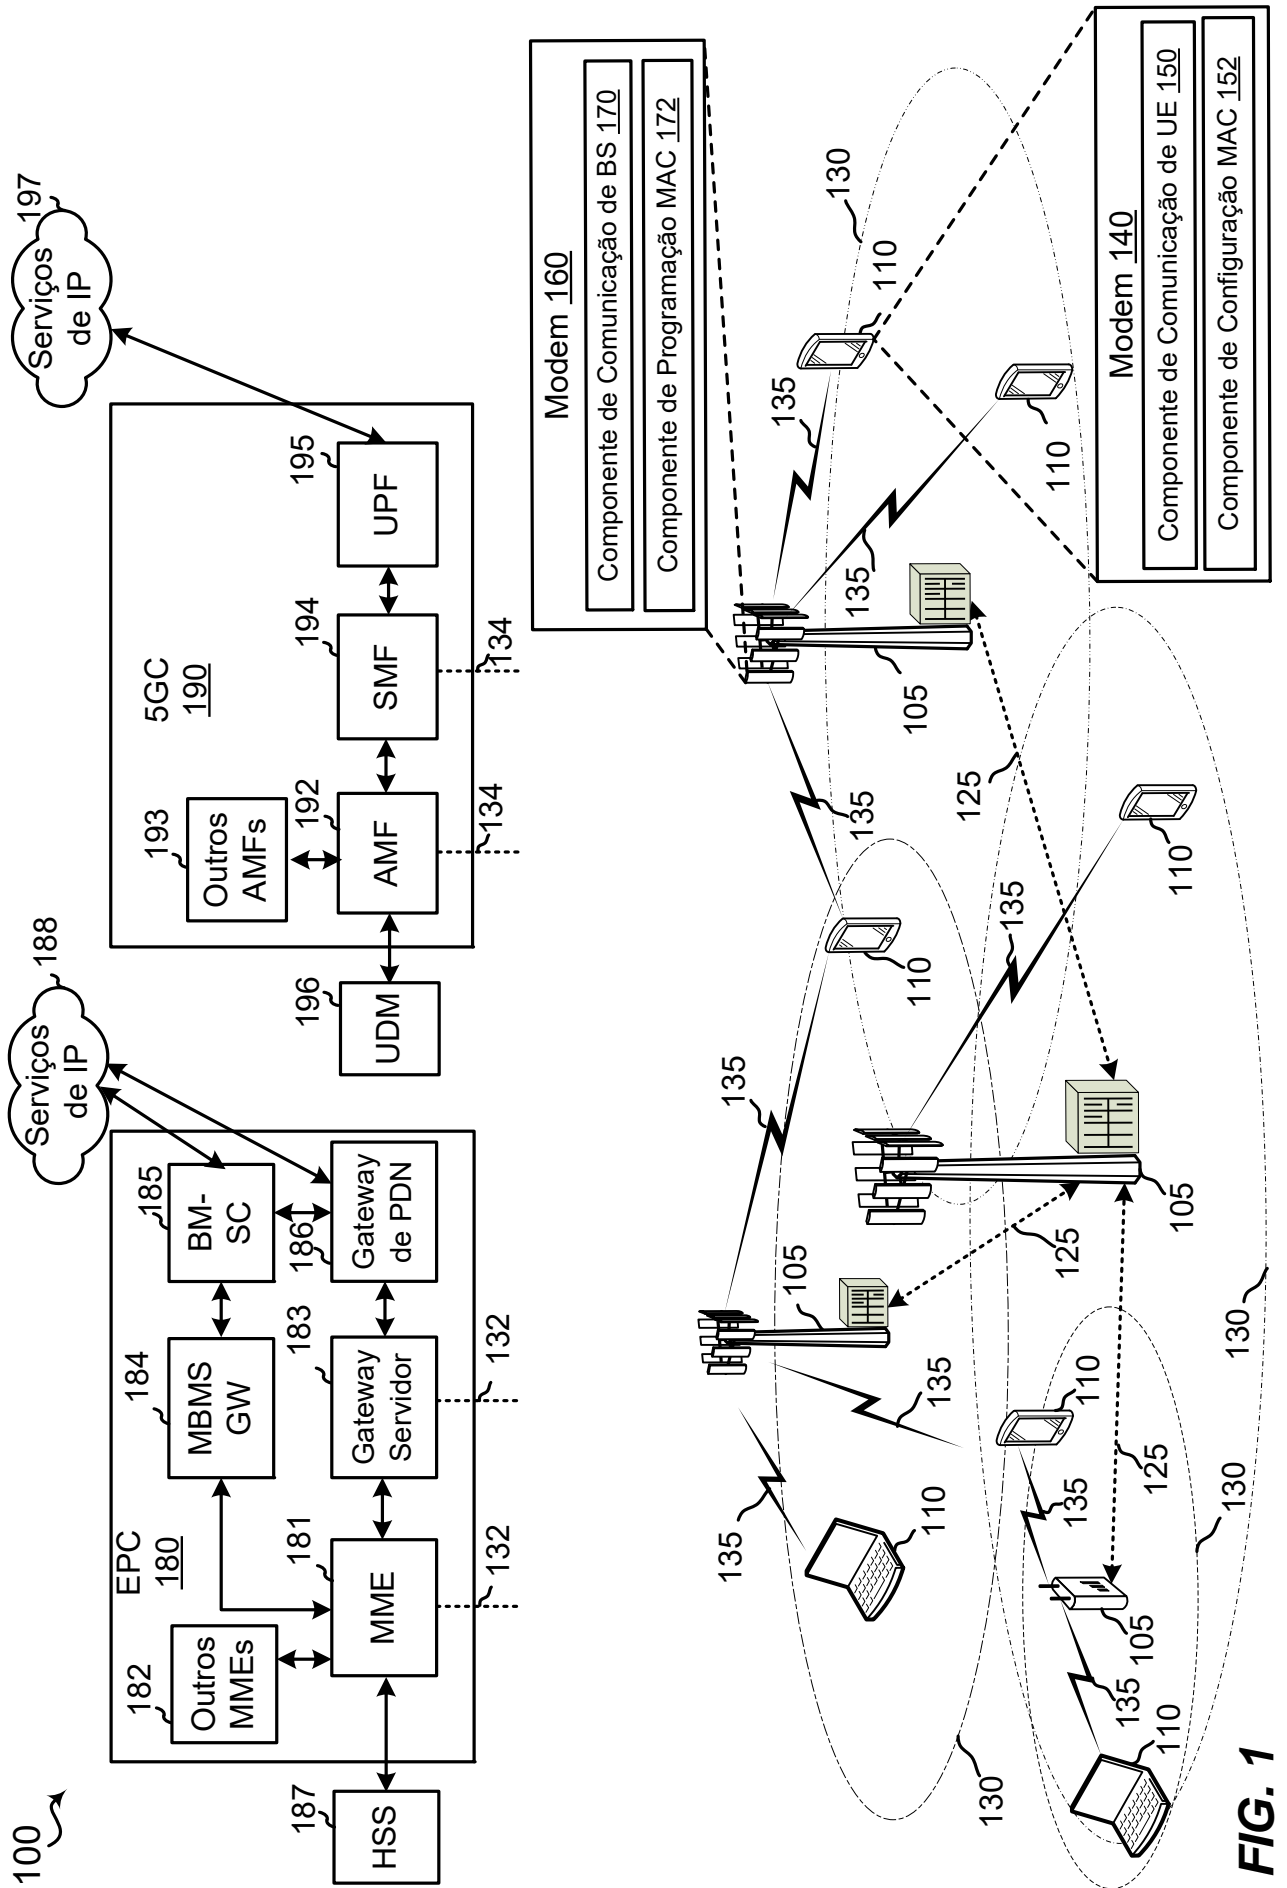 100
EPC
180
182
Outros
MMEs
184
MBMS
GW
185
BM-
SC
188
Serviços
de IP
187
HSS
181
MME
183
Gateway
Servidor
186
Gateway
de PDN
132
132
5GC
190
193
Outros
AMFs
196
UDM
192
AMF
194
SMF
195
UPF
197
Serviços
de IP
134
134
Modem 160
Componente de Comunicação de BS 170
Componente de Programação MAC 172
135
135
135
135
135
135
135
135
135
110
110
110
110
110
110
110
105
105
105
105
125
125
125
130
130
130
130
Modem 140
Componente de Comunicação de UE 150
Componente de Configuração MAC 152
FIG. 1